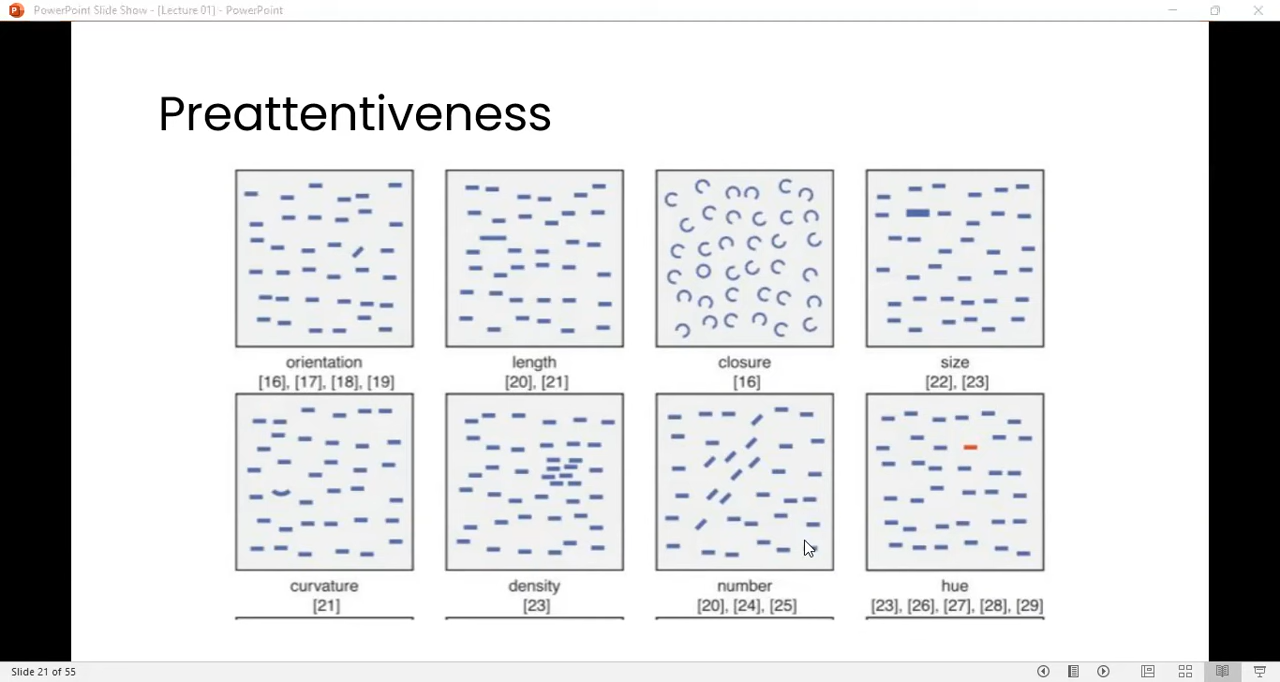 PowerPoint Slide Show - [Lecture 01] - PowerPoint
Preattentiveness
orientation
[16], [17], [18], [19]
length
[20], [21]
closure
[16]
size
[22], [23]
curvature
[21]
density
[23]
number
[20], [24], [25]
hue
[23], [26], [27], [28], [29]
Slide 21 of 55